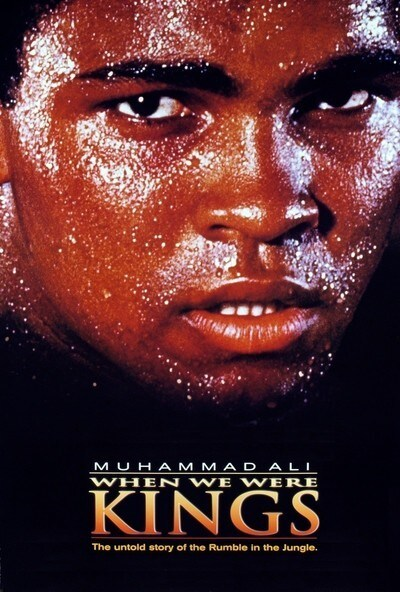 MUHAMMAD ALI
WHEN WE WERE
KINGS
The untold story of the Rumble in the Jungle.